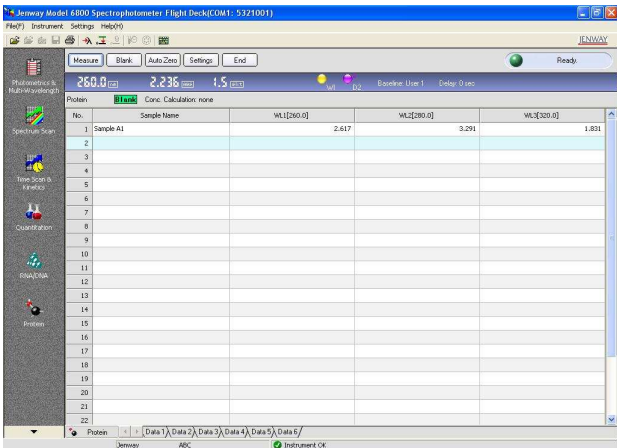 Jenway Model 6800 Spectrophotometer Flight Deck(COM1: 5321001)
File(F) Instrument Settings Help(H)
JENWAY
Measure Blank Auto Zero Settings End Ready.
260.0 nm 2.236 1.5 WI D2 Baseline: User 1 Delay: 0 sec
Protein Blank Conc. Calculation: none
No. Sample Name WL1[260.0] WL2[280.0] WL3[320.0]
1 Sample A1 2.617 3.291 1.831
2
3
4
5
6
7
8
9
10
11
12
13
14
15
16
17
18
19
20
21
22
Photometrics & Multi-Wavelength
Spectrum Scan
Time Scan & Kinetics
Quantitation
RNA/DNA
Protein
Protein Data 1 Data 2 Data 3 Data 4 Data 5 Data 6
Jenway ABC Instrument OK